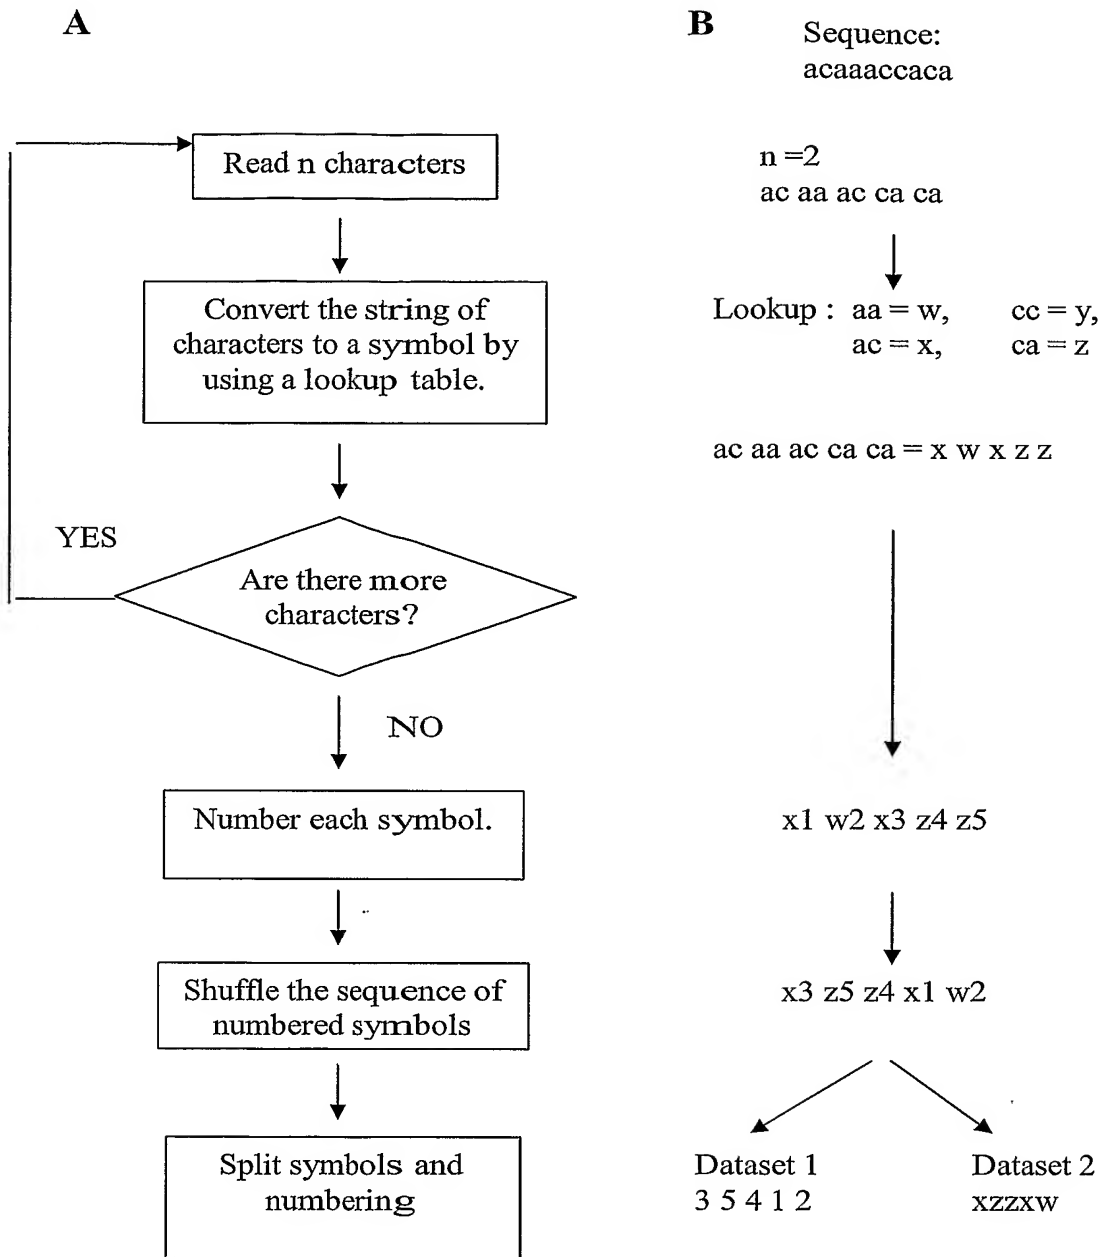 A
Read n characters
Convert the string of
characters to a symbol by
using a lookup table.
YES
Are there more
characters?
NO
Number each symbol.
Shuffle the sequence of
numbered symbols
Split symbols and
numbering
B
Sequence:
acaaaccaca
n =2
ac aa ac ca ca
Lookup : aa = w, cc = y,
ac = x, ca = z
ac aa ac ca ca = x w x z z
x1 w2 x3 z4 z5
x3 z5 z4 x1 w2
Dataset 1
3 5 4 1 2
Dataset 2
xzzxw